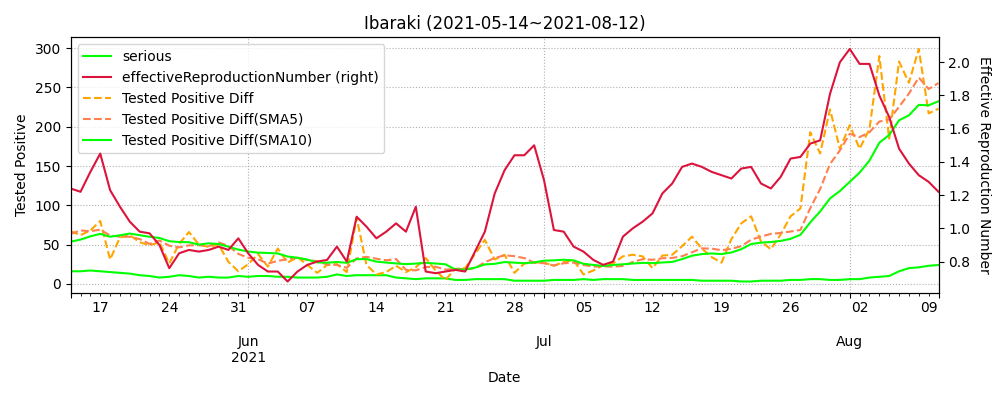 Ibaraki (2021-05-14~2021-08-12)
serious
effectiveReproductionNumber (right)
Tested Positive Diff
Tested Positive Diff(SMA5)
Tested Positive Diff(SMA10)
Tested Positive
300
250
200
150
100
50
0
2.0
1.8
1.6
1.4
1.2
1.0
0.8
Effective Reproduction Number
17 24 31 07 14 21 28 05 12 19 26 02 09
Jun Jul Aug
2021
Date